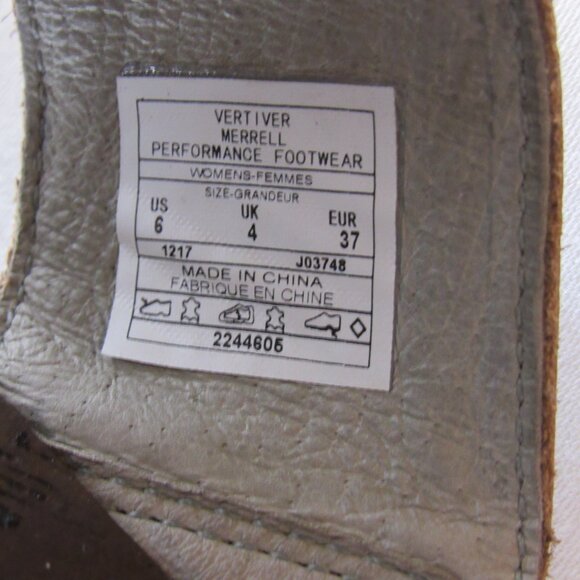 VERTIVER
MERRELL
PERFORMANCE FOOTWEAR
WOMENS-FEMMES
SIZE-GRANDEUR
US UK EUR
6 4 37
1217 J03748
MADE IN CHINA
FABRIQUE EN CHINE
2244605